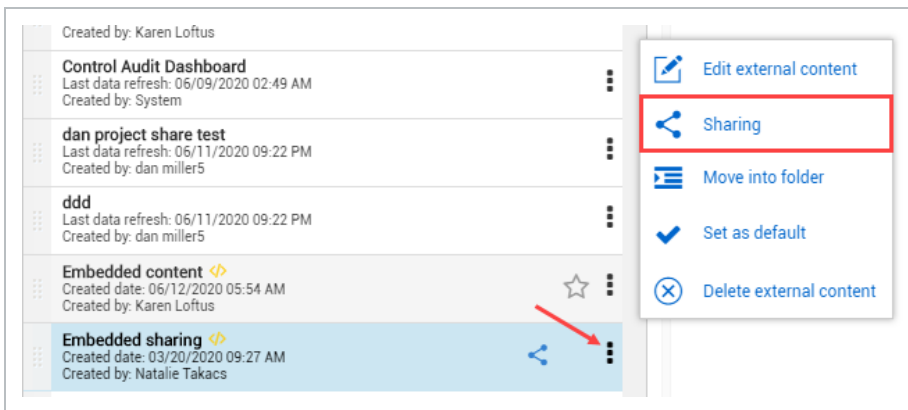 Created by: Karen Loftus
Control Audit Dashboard
Last data refresh: 06/09/2020 02:49 AM
Created by: System
dan project share test
Last data refresh: 06/11/2020 09:22 PM
Created by: dan miller5
ddd
Last data refresh: 06/11/2020 09:22 PM
Created by: dan miller5
Embedded content </>
Created date: 06/12/2020 05:54 AM
Created by: Karen Loftus
Embedded sharing </>
Created date: 03/20/2020 09:27 AM
Created by: Natalie Takacs
Edit external content
Sharing
Move into folder
Set as default
Delete external content